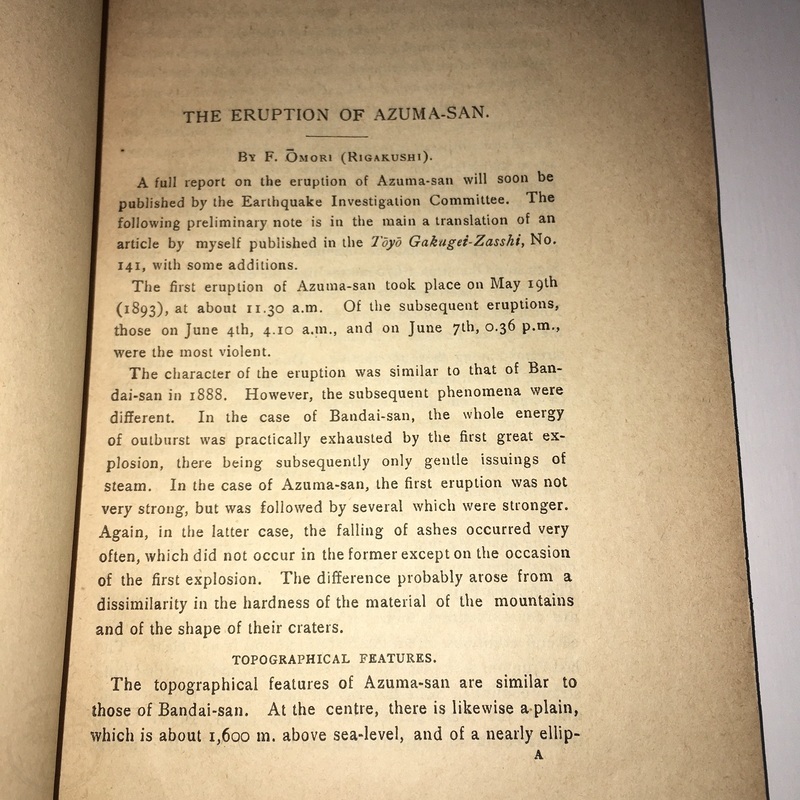 THE ERUPTION OF AZUMA-SAN.
By F. Ōmori (Rigakushi).
A full report on the eruption of Azuma-san will soon be
published by the Earthquake Investigation Committee. The
following preliminary note is in the main a translation of an
article by myself published in the Tōyō Gakugei-Zasshi, No.
141, with some additions.
The first eruption of Azuma-san took place on May 19th
(1893), at about 11.30 a.m. Of the subsequent eruptions,
those on June 4th, 4.10 a.m., and on June 7th, 0.36 p.m.,
were the most violent.
The character of the eruption was similar to that of Ban-
dai-san in 1888. However, the subsequent phenomena were
different. In the case of Bandai-san, the whole energy
of outburst was practically exhausted by the first great ex-
plosion, there being subsequently only gentle issuings of
steam. In the case of Azuma-san, the first eruption was not
very strong, but was followed by several which were stronger.
Again, in the latter case, the falling of ashes occurred very
often, which did not occur in the former except on the occasion
of the first explosion. The difference probably arose from a
dissimilarity in the hardness of the material of the mountains
and of the shape of their craters.
TOPOGRAPHICAL FEATURES.
The topographical features of Azuma-san are similar to
those of Bandai-san. At the centre, there is likewise a plain,
which is about 1,600 m. above sea-level, and of a nearly ellip-
A